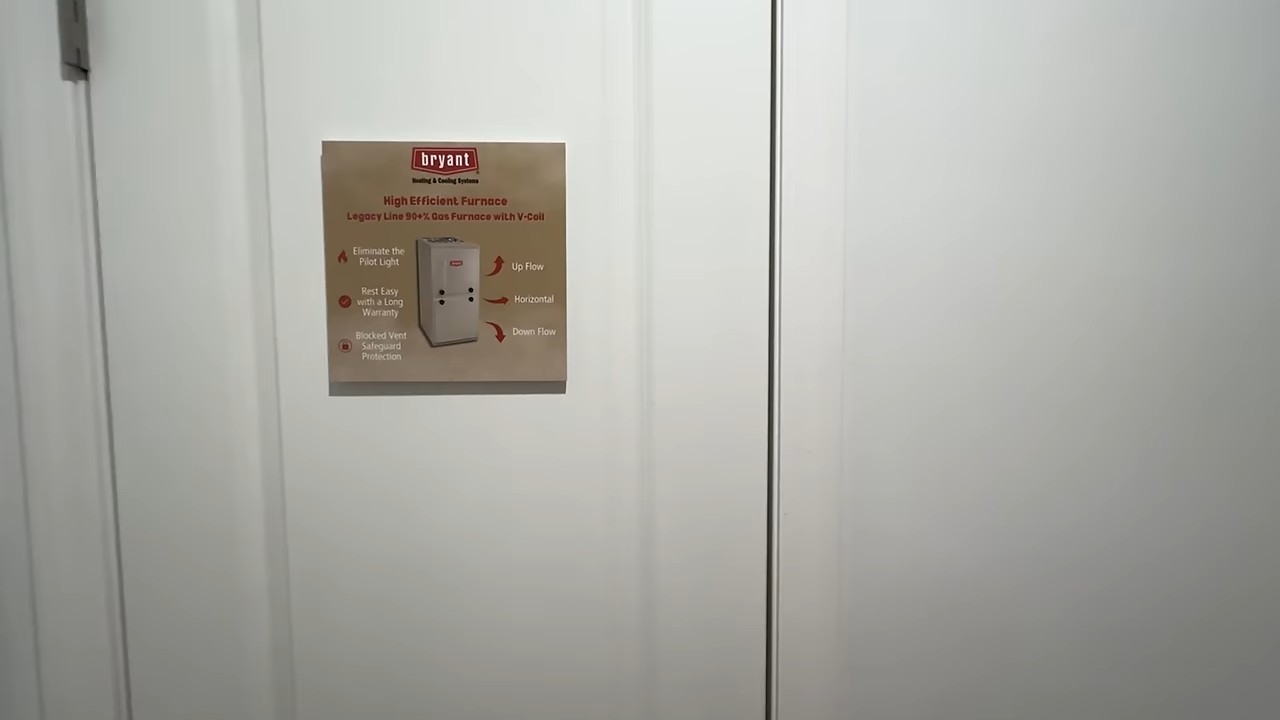 bryant
Heating & Cooling Systems
High Efficient Furnace
Legacy Line 90+% Gas Furnace with V-Coil
Eliminate the
Pilot Light
Rest Easy
with a Long
Warranty
Blocked Vent
Safeguard
Protection
bryant
Up Flow
Horizontal
Down Flow